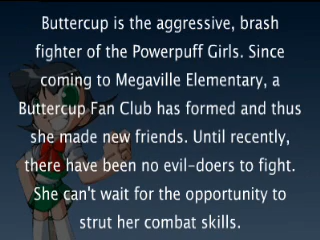 Buttercup is the aggressive, brash
fighter of the Powerpuff Girls. Since
coming to Megaville Elementary, a
Buttercup Fan Club has formed and thus
she made new friends. Until recently,
there have been no evil-doers to fight.
She can't wait for the opportunity to
strut her combat skills.